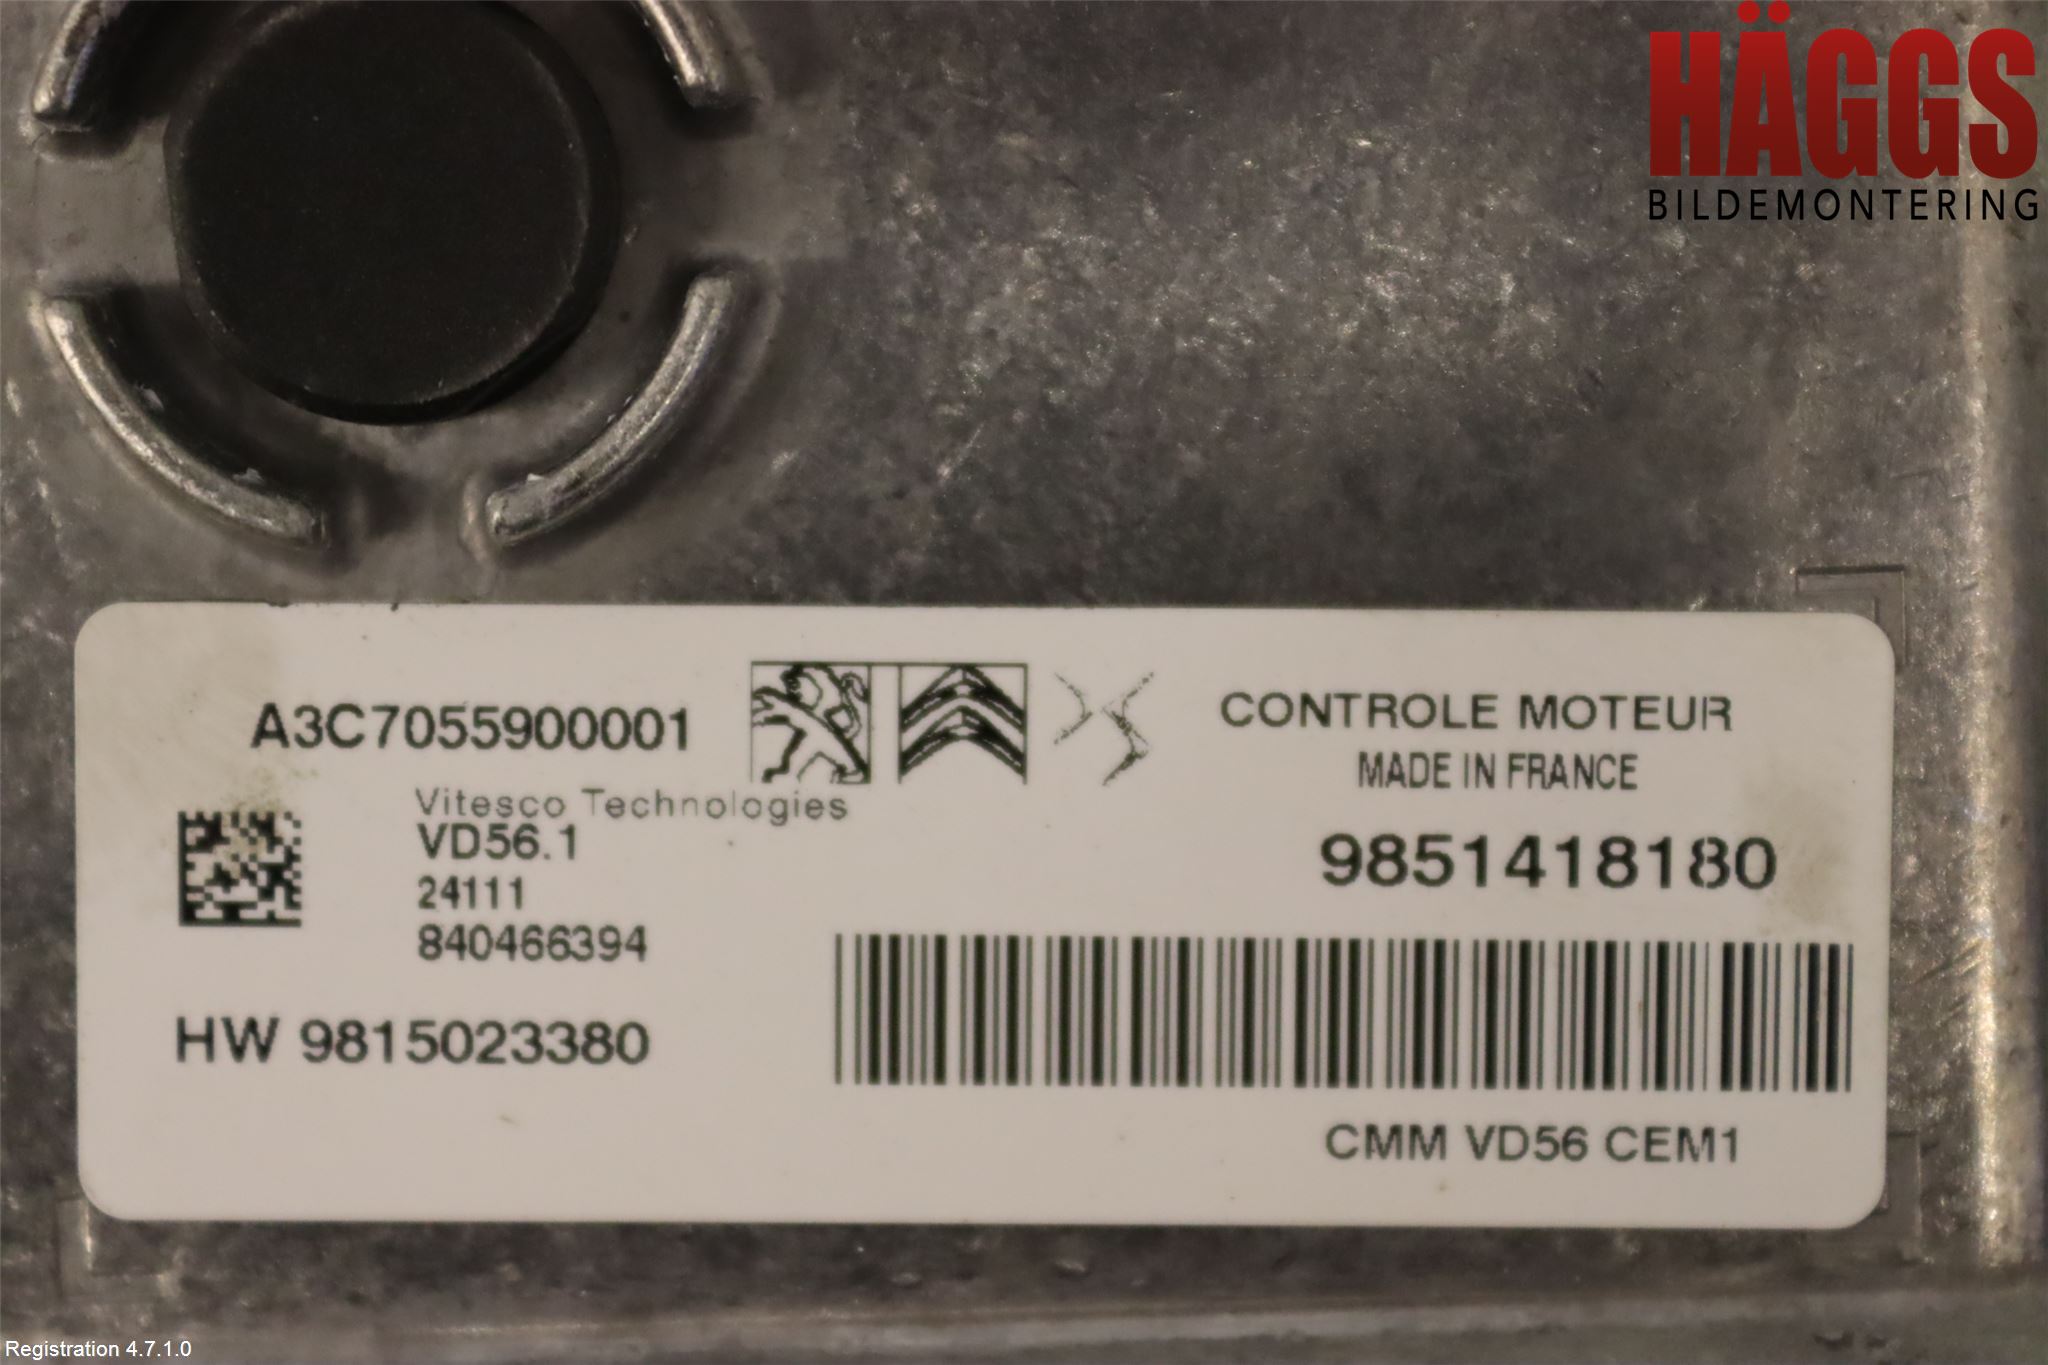 HÄGGS
BILDEMONTERING
A3C7055900001
CONTROLE MOTEUR
MADE IN FRANCE
Vitesco Technologies
VD56.1
24111
840466394
9851418180
HW 9815023380
CMM VD56 CEM1
Registration 4.7.1.0